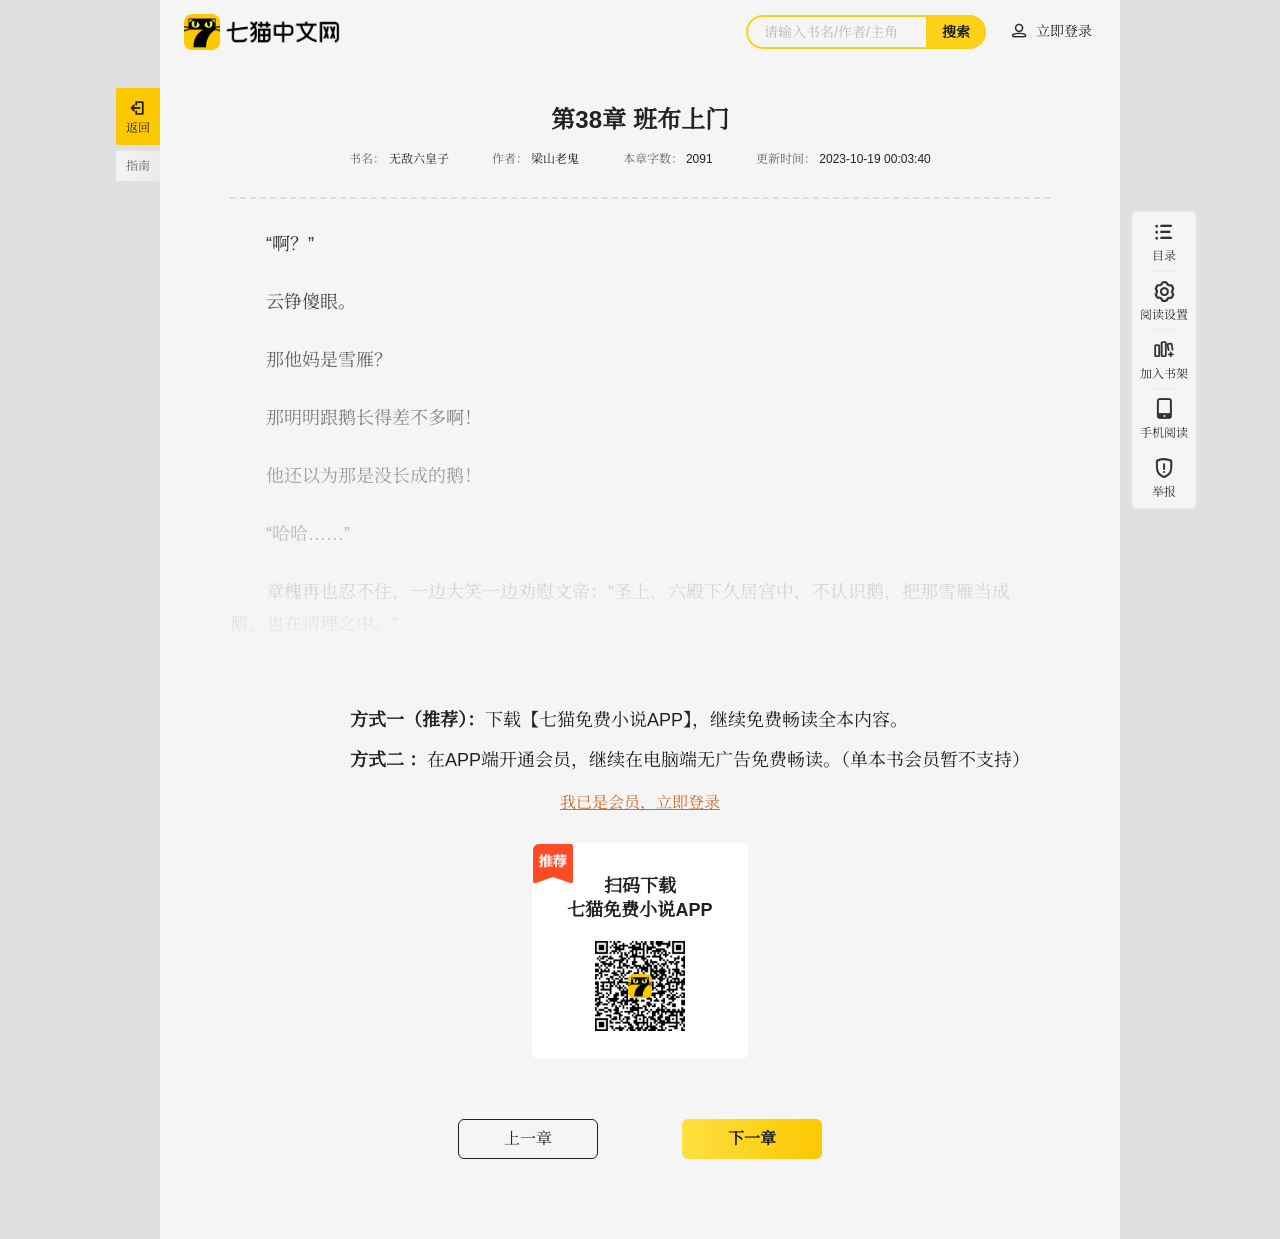 七猫中文网
请输入书名/作者/主角
搜索
立即登录
返回
指南
第38章 班布上门
书名： 无敌六皇子 作者： 梁山老鬼 本章字数： 2091 更新时间： 2023-10-19 00:03:40
“啊？”
云铮傻眼。
那他妈是雪雁？
那明明跟鹅长得差不多啊！
他还以为那是没长成的鹅！
“哈哈……”
章槐再也忍不住，一边大笑一边劝慰文帝：“圣上，六殿下久居宫中，不认识鹅，把那雪雁当成
鹅，也在情理之中。”
目录
阅读设置
加入书架
手机阅读
举报
方式一（推荐）：下载【七猫免费小说APP】，继续免费畅读全本内容。
方式二 ：在APP端开通会员，继续在电脑端无广告免费畅读。（单本书会员暂不支持）
我已是会员，立即登录
推荐
扫码下载
七猫免费小说APP
上一章
下一章